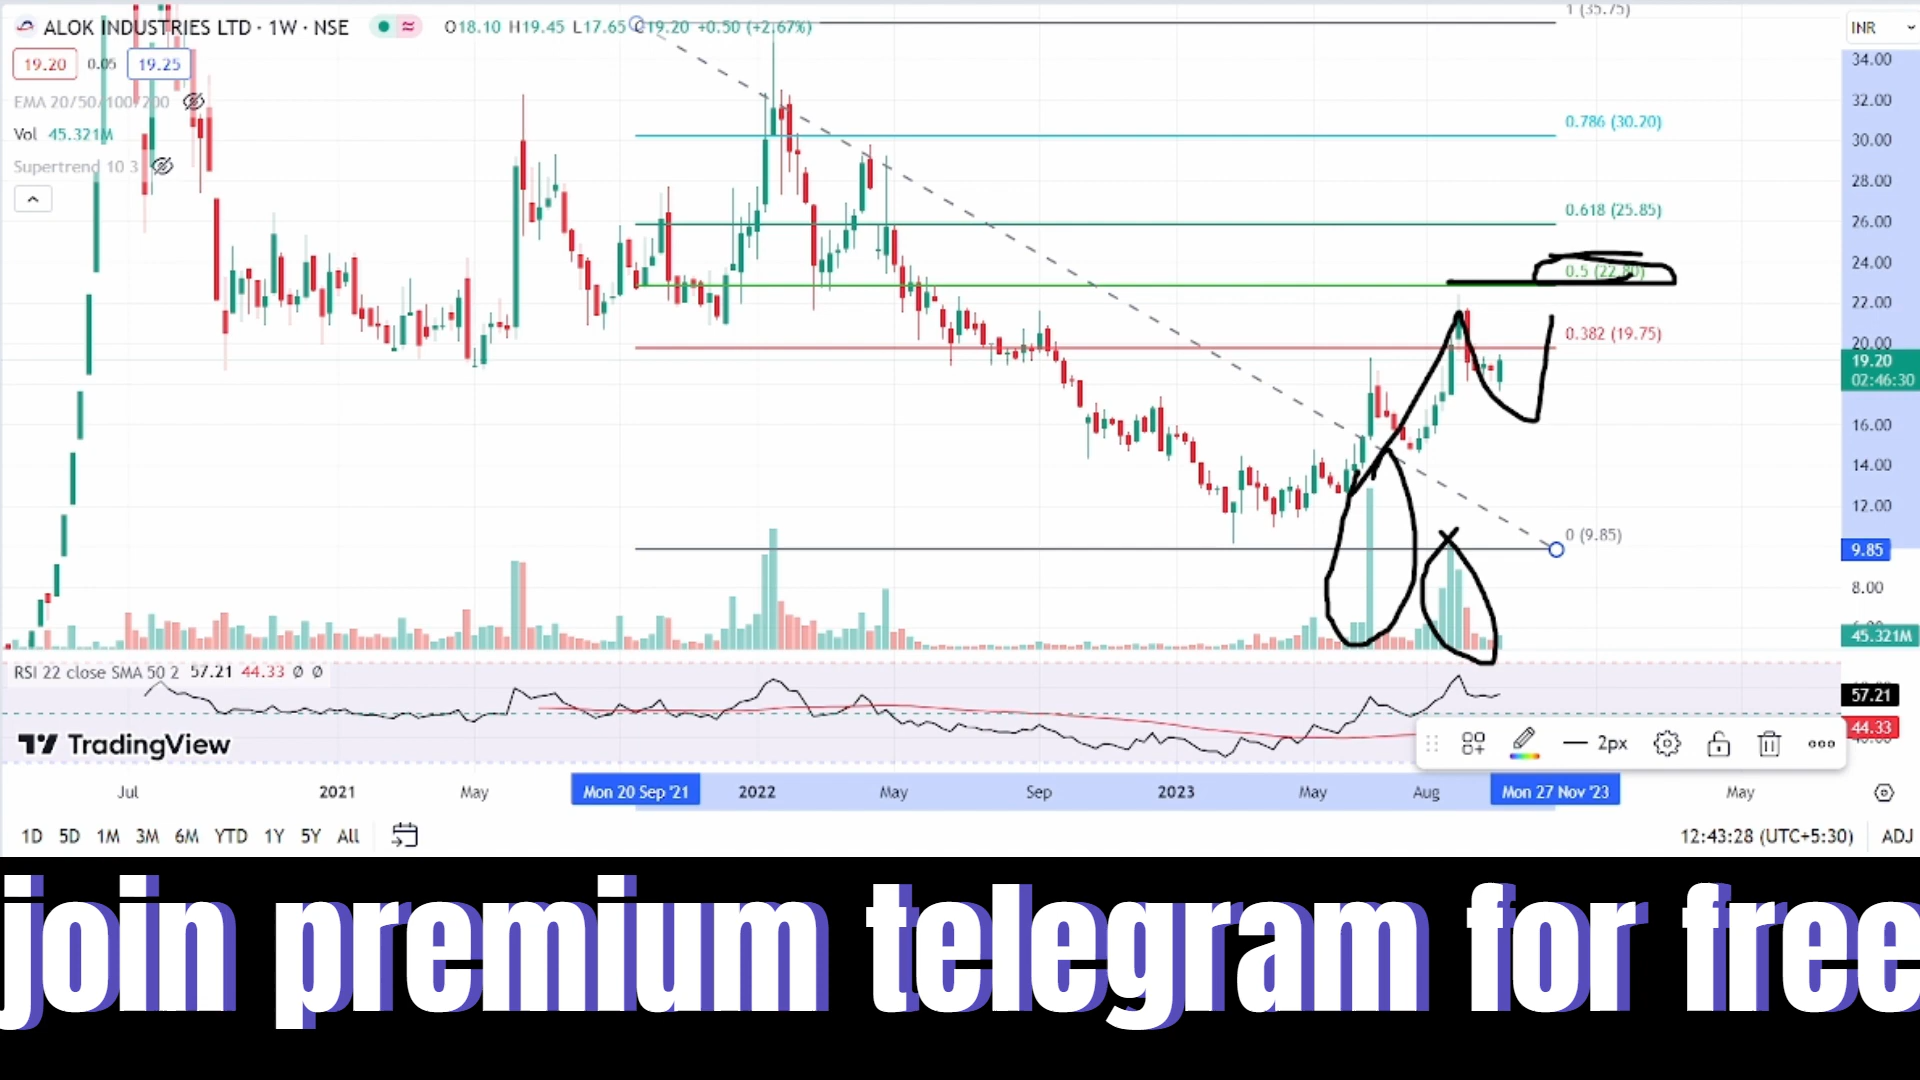 ALOK INDUSTRIES LTD · 1W · NSE O18.10 H19.45 L17.65 C19.20 +0.50 (+2.67%)
19.20 0.05 19.25
EMA 20/50/100/200
Vol 45.321M
Supertrend 10 3
INR
1 (35.75)
0.786 (30.20)
0.618 (25.85)
0.5 (22.80)
0.382 (19.75)
0 (9.85)
34.00
32.00
30.00
28.00
26.00
24.00
22.00
20.00
19.20
02:46:30
16.00
14.00
12.00
9.85
8.00
45.321M
RSI 22 close SMA 50 2 57.21 44.33 Ø Ø
57.21
44.33
TradingView
2px
Jul 2021 May Mon 20 Sep '21 2022 May Sep 2023 May Aug Mon 27 Nov '23 May
1D 5D 1M 3M 6M YTD 1Y 5Y All 12:43:28 (UTC+5:30) ADJ
join premium telegram for free